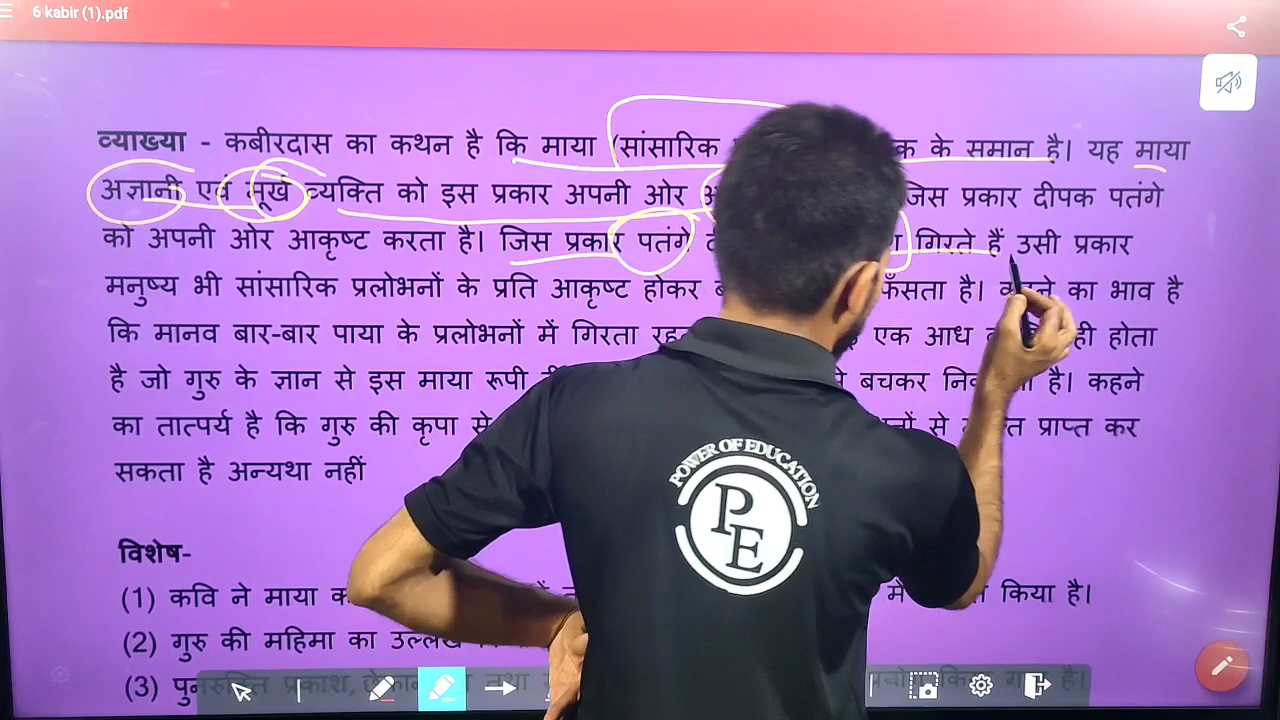 6 kabir (1).pdf
व्याख्या - कबीरदास का कथन है कि माया (सांसारिक के समान है। यह माया
अज्ञानी एवं मूर्ख व्यक्ति को इस प्रकार अपनी ओर जिस प्रकार दीपक पतंगे
को अपनी ओर आकृष्ट करता है। जिस प्रकार पतंगे गिरते हैं उसी प्रकार
मनुष्य भी सांसारिक प्रलोभनों के प्रति आकृष्ट होकर फँसता है। का भाव है
कि मानव बार-बार पाया के प्रलोभनों में गिरता एक आध ही होता
है जो गुरु के ज्ञान से इस माया रूपी बचकर है। कहने
का तात्पर्य है कि गुरु की कृपा से से प्राप्त कर
सकता है अन्यथा नहीं
विशेष-
(1) कवि ने माया किया है।
(2) गुरु की महिमा का उल्लेख
(3) प्रकाश, तथा है।
POWER OF EDUCATION
PE